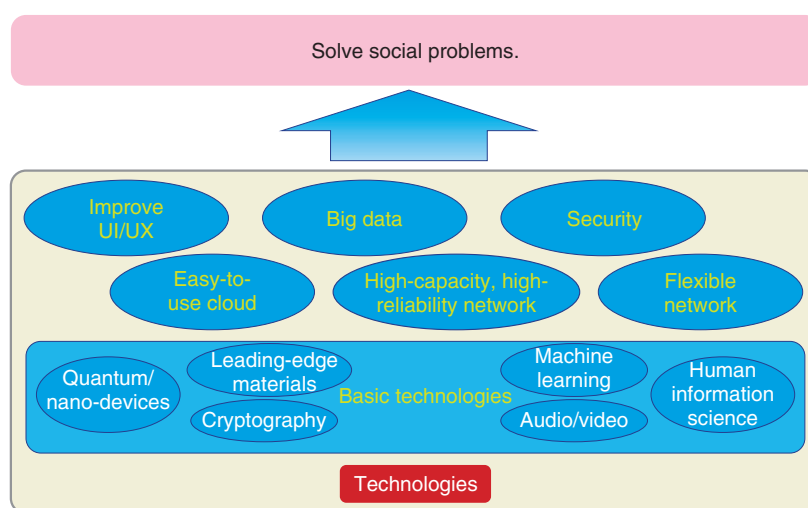 Solve social problems.
Improve
UI/UX
Big data
Security
Easy-to-
use cloud
High-capacity, high-
reliability network
Flexible
network
Quantum/
nano-devices
Leading-edge
materials
Cryptography
Basic technologies
Machine
learning
Audio/video
Human
information
science
Technologies